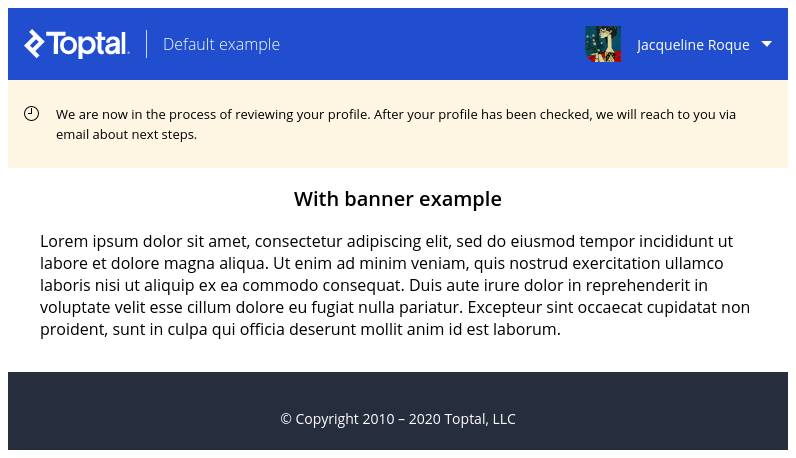 Toptal
Default example
Jacqueline Roque
We are now in the process of reviewing your profile. After your profile has been checked, we will reach to you via
email about next steps.
With banner example
Lorem ipsum dolor sit amet, consectetur adipiscing elit, sed do eiusmod tempor incididunt ut
labore et dolore magna aliqua. Ut enim ad minim veniam, quis nostrud exercitation ullamco
laboris nisi ut aliquip ex ea commodo consequat. Duis aute irure dolor in reprehenderit in
voluptate velit esse cillum dolore eu fugiat nulla pariatur. Excepteur sint occaecat cupidatat non
proident, sunt in culpa qui officia deserunt mollit anim id est laborum.
© Copyright 2010 – 2020 Toptal, LLC